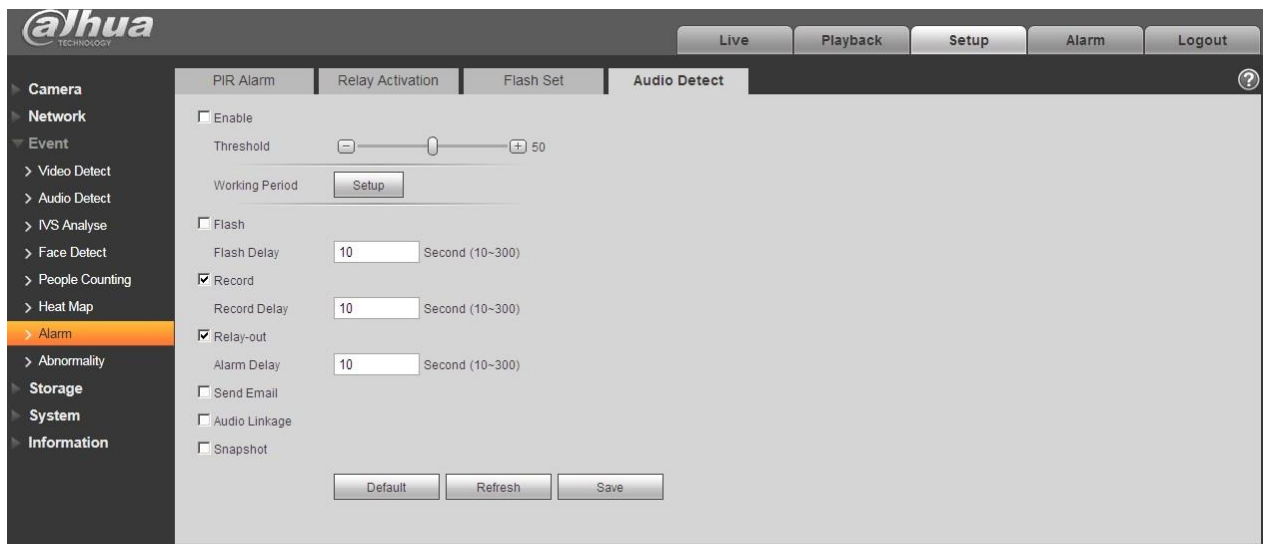 alhua
TECHNOLOGY
Live
Playback
Setup
Alarm
Logout
Camera
Network
Event
Video Detect
Audio Detect
IVS Analyse
Face Detect
People Counting
Heat Map
Alarm
Abnormality
Storage
System
Information
PIR Alarm
Relay Activation
Flash Set
Audio Detect
?
Enable
Threshold
50
Working Period
Setup
Flash
Flash Delay
10
Second (10~300)
Record
Record Delay
10
Second (10~300)
Relay-out
Alarm Delay
10
Second (10~300)
Send Email
Audio Linkage
Snapshot
Default
Refresh
Save